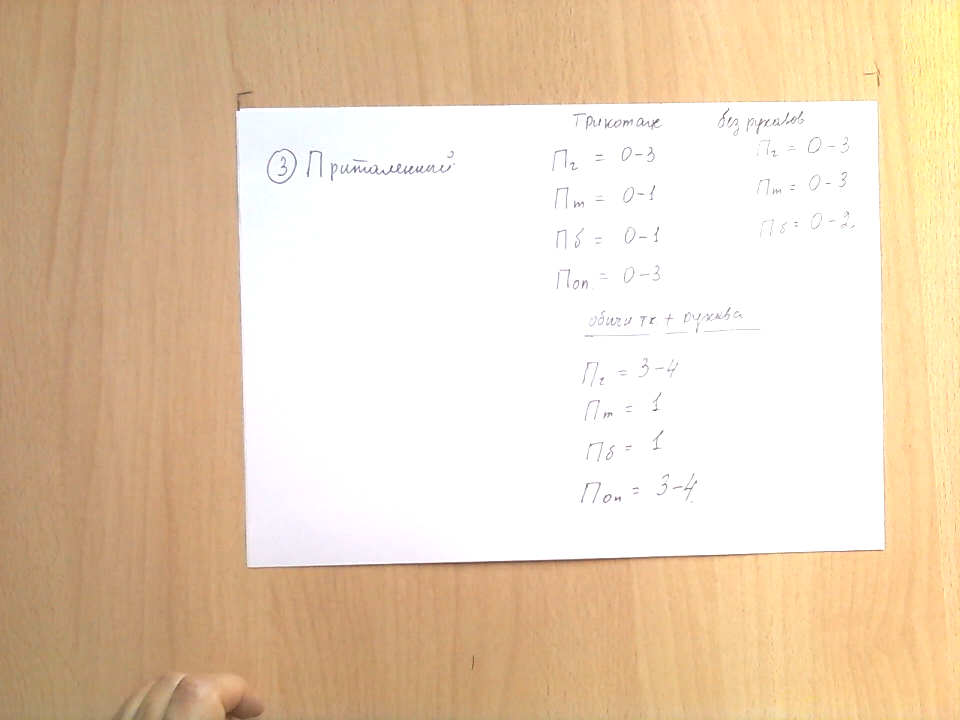 ③ Приталенный
Трикотаж
Пг = 0-3
Пт = 0-1
Пб = 0-1
Поп. = 0-3
без рукавов
Пг = 0-3
Пт = 0-3
Пб = 0-2.
обычн тк + рукава
Пг = 3-4
Пт = 1
Пб = 1
Поп = 3-4.